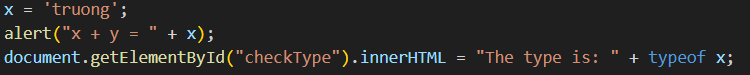 x = 'truong';
alert("x + y = " + x);
document.getElementById("checkType").innerHTML = "The type is: " + typeof x;